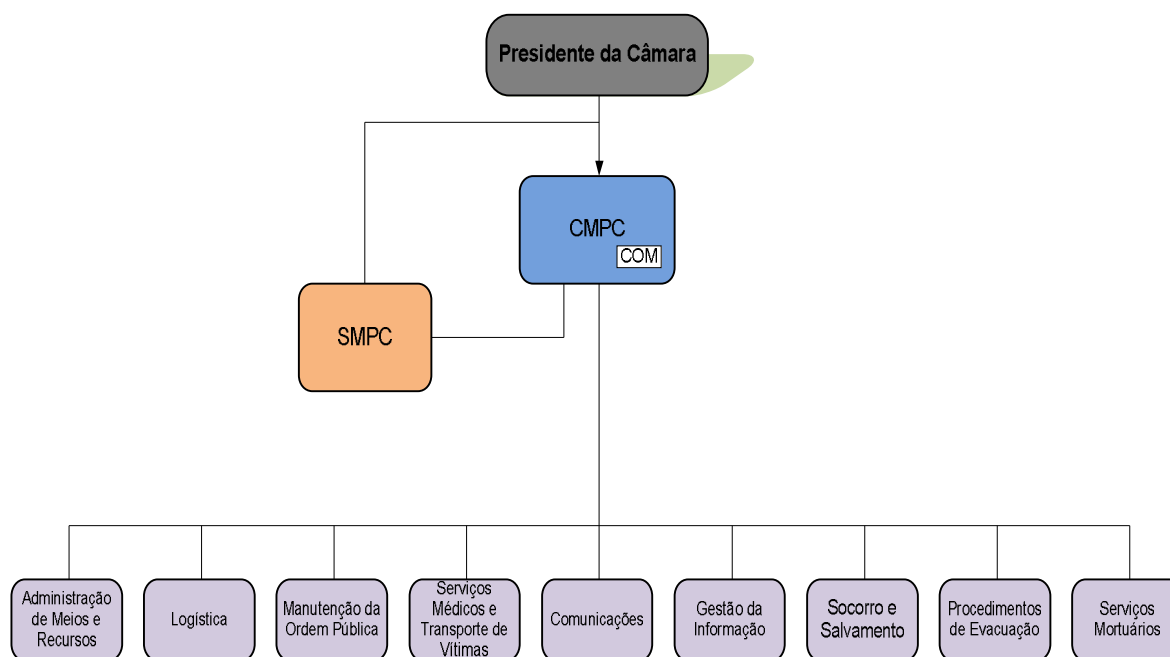 Presidente da Câmara
CMPC
COM
SMPC
Administração
de Meios e
Recursos
Logística
Manutenção da
Ordem Pública
Serviços
Médicos e
Transporte de
Vítimas
Comunicações
Gestão da
Informação
Socorro e
Salvamento
Procedimentos
de Evacuação
Serviços
Mortuários